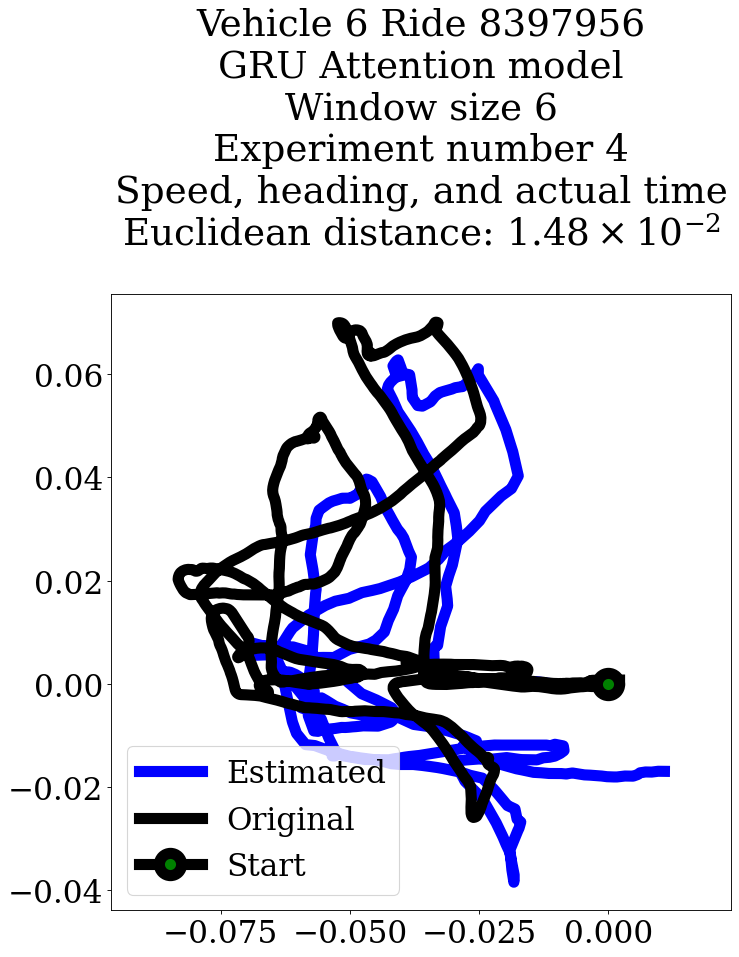 Vehicle 6 Ride 8397956
GRU Attention model
Window size 6
Experiment number 4
Speed, heading, and actual time
Euclidean distance: 1.48 × 10⁻²
0.06
0.04
0.02
0.00
−0.02
−0.04
Estimated
Original
Start
−0.075 −0.050 −0.025 0.000